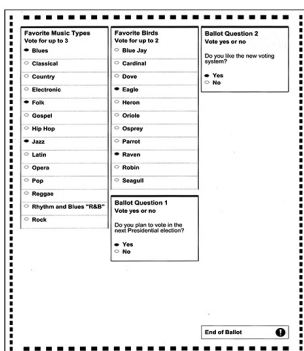 Favorite Music Types
Vote for up to 3
Blues
Classical
Country
Electronic
Folk
Gospel
Hip Hop
Jazz
Latin
Opera
Pop
Reggae
Rhythm and Blues "R&B"
Rock
Favorite Birds
Vote for up to 2
Blue Jay
Cardinal
Dove
Eagle
Heron
Oriole
Osprey
Parrot
Raven
Robin
Seagull
Ballot Question 1
Vote yes or no
Do you plan to vote in the
next Presidential election?
Yes
No
Ballot Question 2
Vote yes or no
Do you like the new voting
system?
Yes
No
End of Ballot